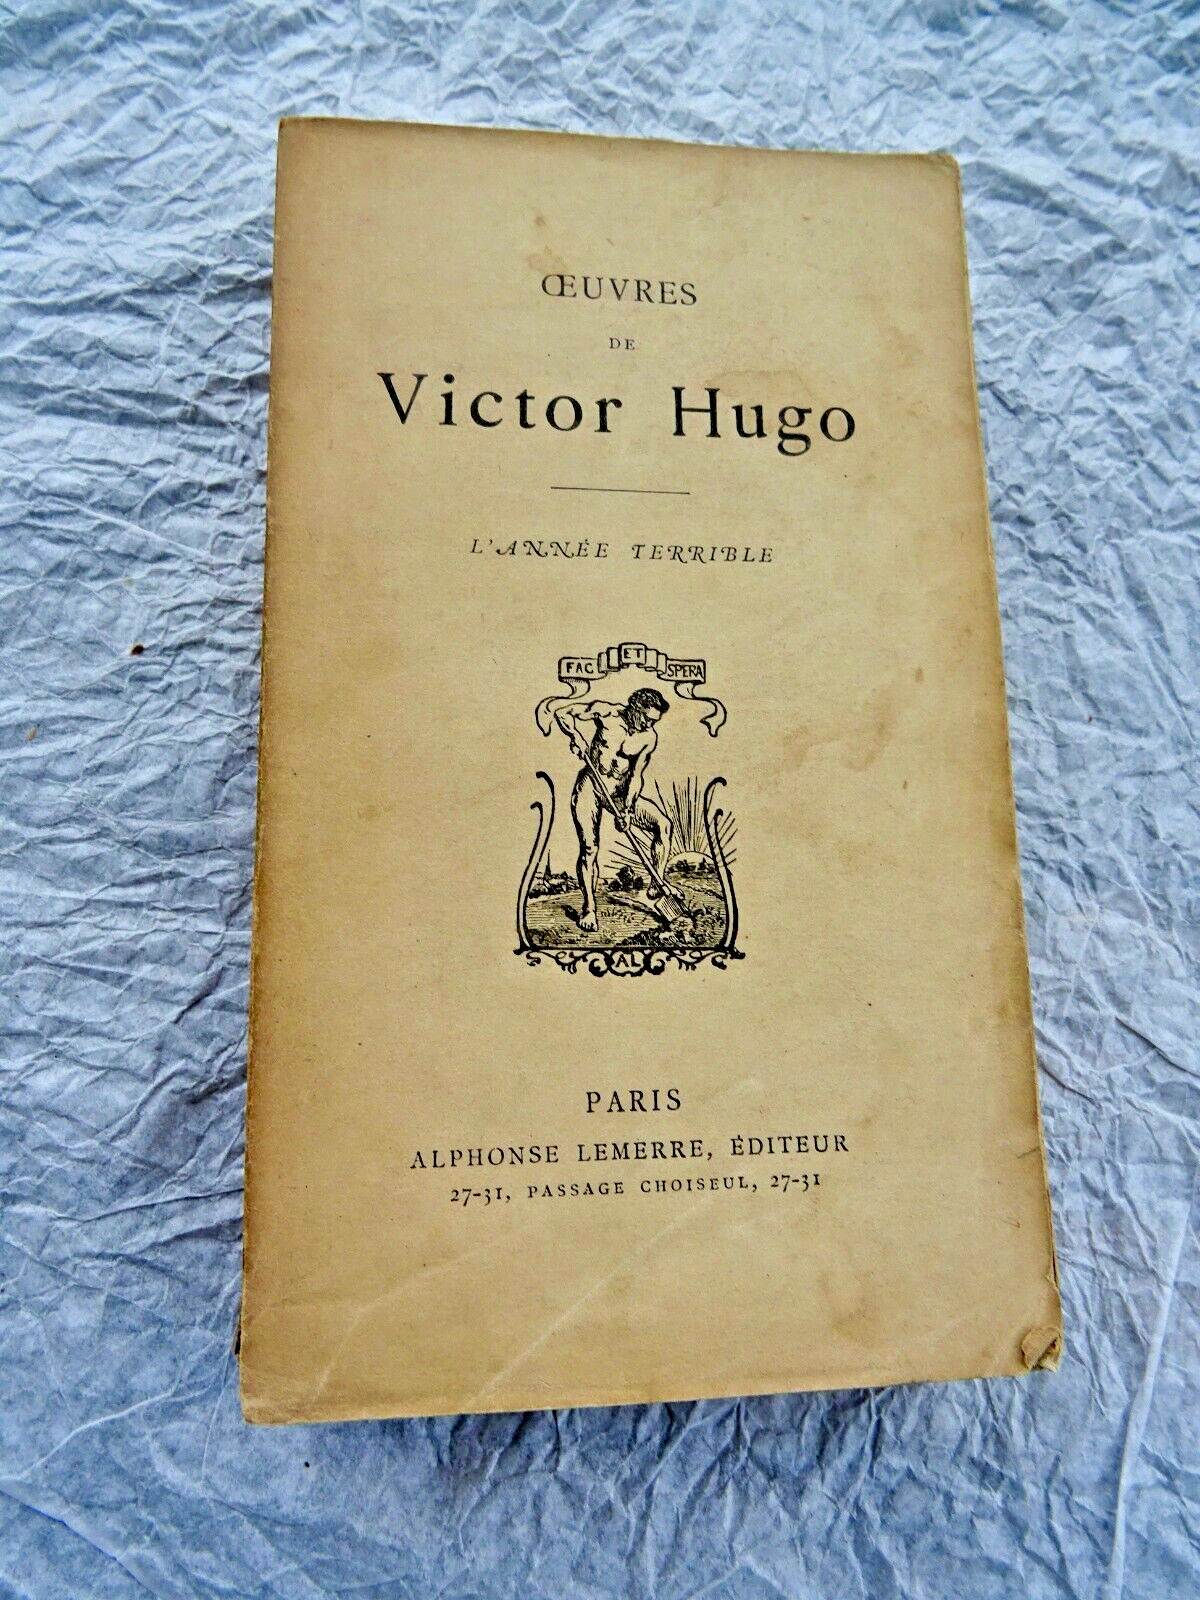 ŒUVRES
DE
Victor Hugo
L'ANNÉE TERRIBLE
FAC ET SPERA
AL
PARIS
ALPHONSE LEMERRE, ÉDITEUR
27-31, PASSAGE CHOISEUL, 27-31